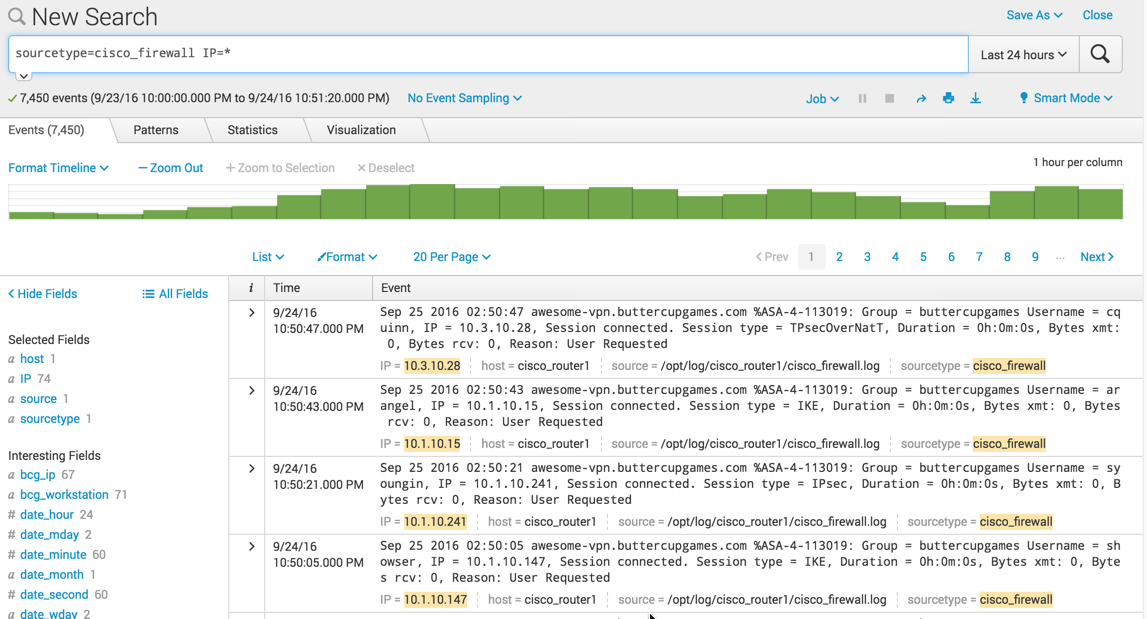 New Search
Save As
Close
sourcetype=cisco_firewall IP=*
Last 24 hours
7,450 events (9/23/16 10:00:00.000 PM to 9/24/16 10:51:20.000 PM)
No Event Sampling
Job
Smart Mode
Events (7,450)
Patterns
Statistics
Visualization
Format Timeline
— Zoom Out
+ Zoom to Selection
× Deselect
1 hour per column
List
Format
20 Per Page
< Prev 1 2 3 4 5 6 7 8 9 ... Next >
< Hide Fields
All Fields
i Time Event
Selected Fields
a host 1
a IP 74
a source 1
a sourcetype 1
Interesting Fields
a bcg_ip 67
a bcg_workstation 71
# date_hour 24
# date_mday 2
# date_minute 60
a date_month 1
# date_second 60
a date_wday 2
9/24/16
10:50:47.000 PM
Sep 25 2016 02:50:47 awesome-vpn.buttercupgames.com %ASA-4-113019: Group = buttercupgames Username = cq
uinn, IP = 10.3.10.28, Session connected. Session type = TPsecOverNatT, Duration = 0h:0m:0s, Bytes xmt:
0, Bytes rcv: 0, Reason: User Requested
IP = 10.3.10.28 host = cisco_router1 source = /opt/log/cisco_router1/cisco_firewall.log sourcetype = cisco_firewall
9/24/16
10:50:43.000 PM
Sep 25 2016 02:50:43 awesome-vpn.buttercupgames.com %ASA-4-113019: Group = buttercupgames Username = ar
angel, IP = 10.1.10.15, Session connected. Session type = IKE, Duration = 0h:0m:0s, Bytes xmt: 0, Bytes
rcv: 0, Reason: User Requested
IP = 10.1.10.15 host = cisco_router1 source = /opt/log/cisco_router1/cisco_firewall.log sourcetype = cisco_firewall
9/24/16
10:50:21.000 PM
Sep 25 2016 02:50:21 awesome-vpn.buttercupgames.com %ASA-4-113019: Group = buttercupgames Username = sy
oungin, IP = 10.1.10.241, Session connected. Session type = IPsec, Duration = 0h:0m:0s, Bytes xmt: 0, B
ytes rcv: 0, Reason: User Requested
IP = 10.1.10.241 host = cisco_router1 source = /opt/log/cisco_router1/cisco_firewall.log sourcetype = cisco_firewall
9/24/16
10:50:05.000 PM
Sep 25 2016 02:50:05 awesome-vpn.buttercupgames.com %ASA-4-113019: Group = buttercupgames Username = sh
owser, IP = 10.1.10.147, Session connected. Session type = IKE, Duration = 0h:0m:0s, Bytes xmt: 0, Byte
s rcv: 0, Reason: User Requested
IP = 10.1.10.147 host = cisco_router1 source = /opt/log/cisco_router1/cisco_firewall.log sourcetype = cisco_firewall